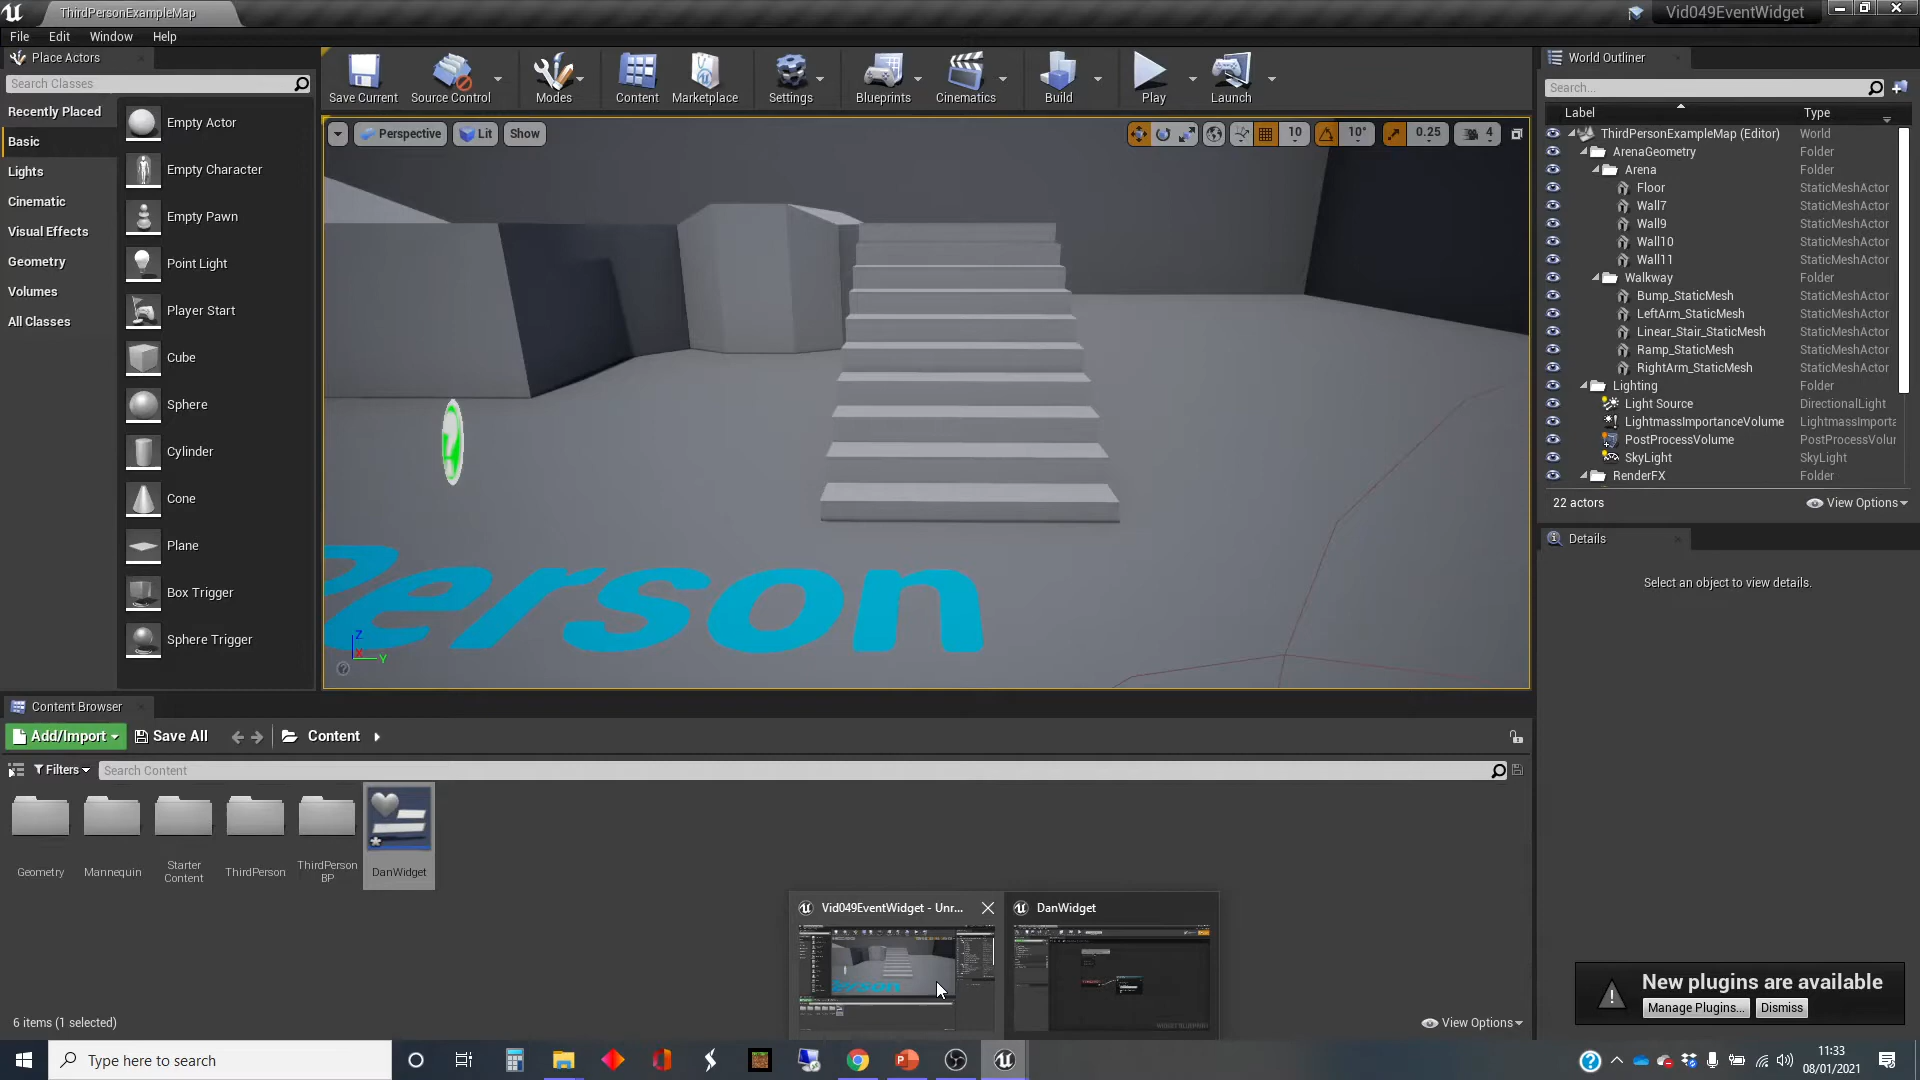 ThirdPersonExampleMap
Vid049EventWidget
File Edit Window Help
Place Actors
Search Classes
Recently Placed
Basic
Lights
Cinematic
Visual Effects
Geometry
Volumes
All Classes
Empty Actor
Empty Character
Empty Pawn
Point Light
Player Start
Cube
Sphere
Cylinder
Cone
Plane
Box Trigger
Sphere Trigger
Save Current
Source Control
Modes
Content
Marketplace
Settings
Blueprints
Cinematics
Build
Play
Launch
Perspective
Lit
Show
10
10°
0.25
4
Person
Z
X
Y
World Outliner
Search...
Label Type
ThirdPersonExampleMap (Editor) World
ArenaGeometry Folder
Arena Folder
Floor StaticMeshActor
Wall7 StaticMeshActor
Wall9 StaticMeshActor
Wall10 StaticMeshActor
Wall11 StaticMeshActor
Walkway Folder
Bump_StaticMesh StaticMeshActor
LeftArm_StaticMesh StaticMeshActor
Linear_Stair_StaticMesh StaticMeshActor
Ramp_StaticMesh StaticMeshActor
RightArm_StaticMesh StaticMeshActor
Lighting Folder
Light Source DirectionalLight
LightmassImportanceVolume LightmassImporta
PostProcessVolume PostProcessVolur
SkyLight SkyLight
RenderFX Folder
22 actors
View Options
Details
Select an object to view details.
Content Browser
Add/Import
Save All
Content
Filters
Search Content
Geometry
Mannequin
Starter
Content
ThirdPerson
ThirdPerson
BP
DanWidget
6 items (1 selected)
View Options
Vid049EventWidget - Unr...
DanWidget
New plugins are available
Manage Plugins...
Dismiss
Type here to search
11:33
08/01/2021